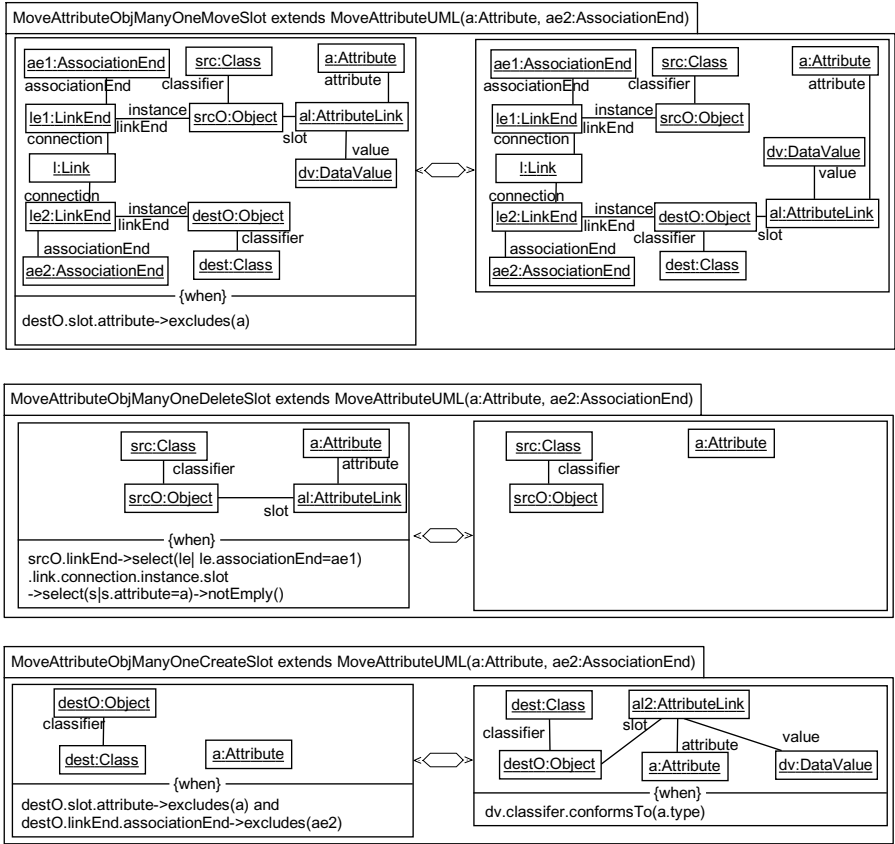 MoveAttributeObjManyOneMoveSlot extends MoveAttributeUML(a:Attribute, ae2:AssociationEnd)
ae1:AssociationEnd
src:Class
a:Attribute
associationEnd
classifier
attribute
le1:LinkEnd
instance
linkEnd
srcO:Object
slot
al:AttributeLink
connection
value
l:Link
dv:DataValue
connection
le2:LinkEnd
instance
linkEnd
destO:Object
classifier
associationEnd
ae2:AssociationEnd
dest:Class
{when}
destO.slot.attribute->excludes(a)
ae1:AssociationEnd
src:Class
a:Attribute
associationEnd
classifier
attribute
le1:LinkEnd
instance
linkEnd
srcO:Object
connection
l:Link
dv:DataValue
value
connection
le2:LinkEnd
instance
linkEnd
destO:Object
slot
al:AttributeLink
classifier
associationEnd
ae2:AssociationEnd
dest:Class
MoveAttributeObjManyOneDeleteSlot extends MoveAttributeUML(a:Attribute, ae2:AssociationEnd)
src:Class
a:Attribute
classifier
attribute
srcO:Object
slot
al:AttributeLink
{when}
srcO.linkEnd->select(le| le.associationEnd=ae1)
.link.connection.instance.slot
->select(s|s.attribute=a)->notEmply()
src:Class
a:Attribute
classifier
srcO:Object
MoveAttributeObjManyOneCreateSlot extends MoveAttributeUML(a:Attribute, ae2:AssociationEnd)
destO:Object
classifier
dest:Class
a:Attribute
{when}
destO.slot.attribute->excludes(a) and
destO.linkEnd.associationEnd->excludes(ae2)
dest:Class
al2:AttributeLink
classifier
slot
attribute
value
destO:Object
a:Attribute
dv:DataValue
{when}
dv.classifer.conformsTo(a.type)